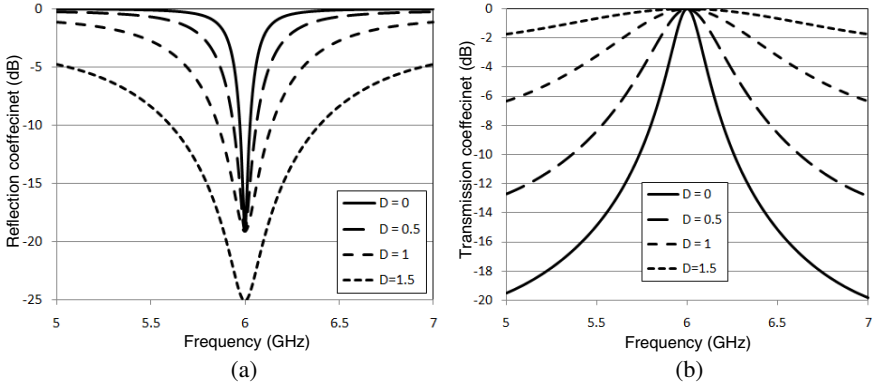 Reflection coeffecinet (dB)
0
-5
-10
-15
-20
-25
D = 0
D = 0.5
D = 1
D=1.5
5
5.5
6
6.5
7
Frequency (GHz)
(a)
Transmission coeffecinet (dB)
0
-2
-4
-6
-8
-10
-12
-14
-16
-18
-20
D = 0
D = 0.5
D = 1
D=1.5
5
5.5
6
6.5
7
Frequency (GHz)
(b)